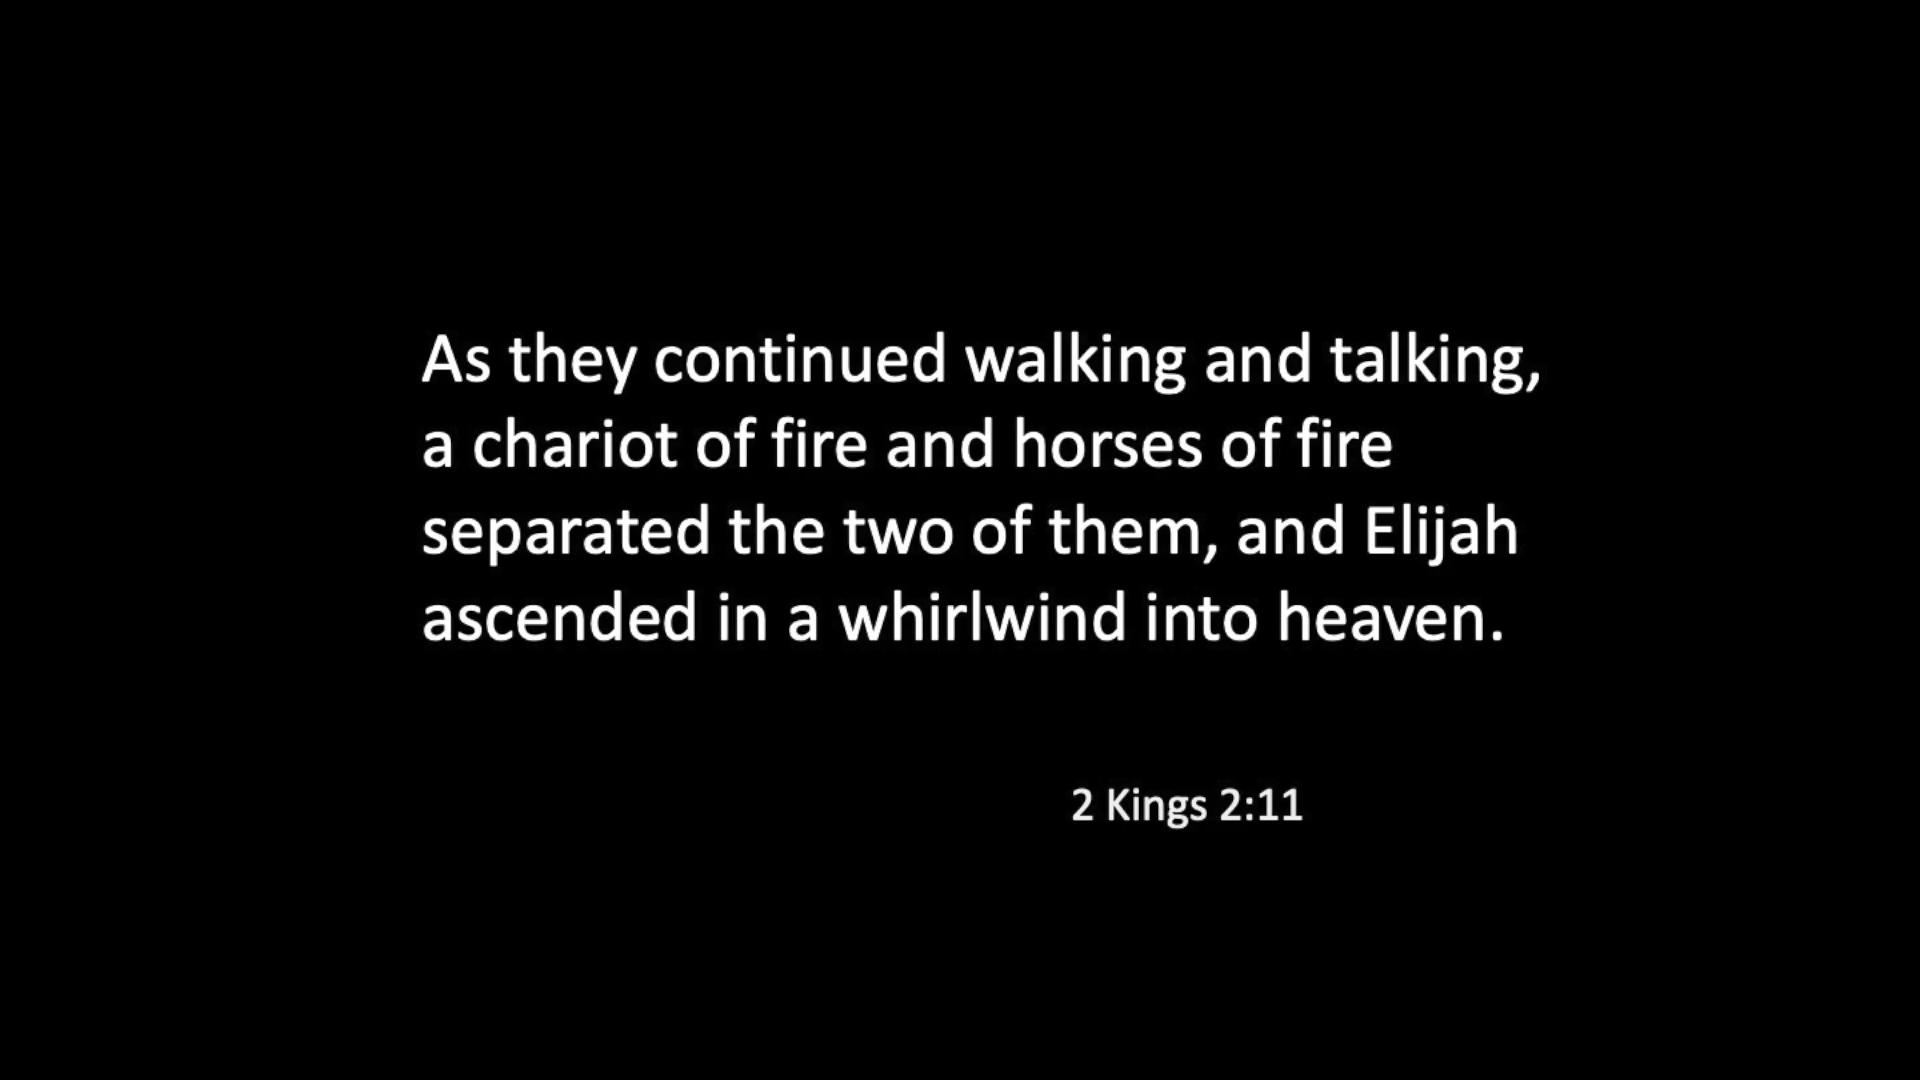 As they continued walking and talking,
a chariot of fire and horses of fire
separated the two of them, and Elijah
ascended in a whirlwind into heaven.
2 Kings 2:11